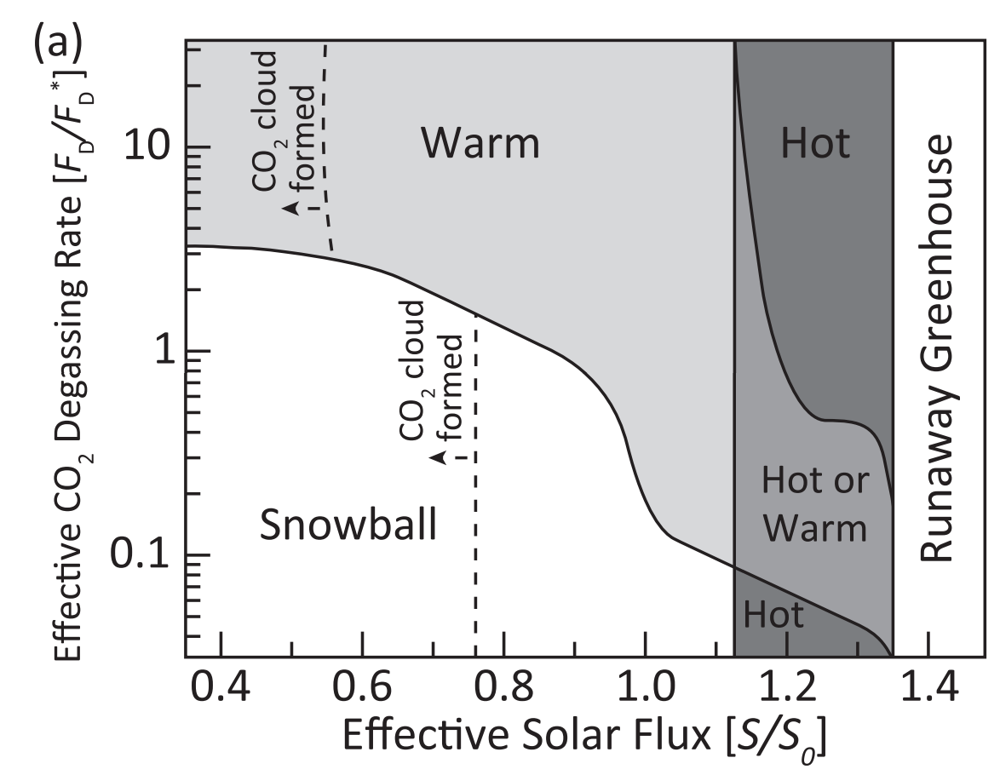 (a)
Effective CO₂ Degassing Rate [F_D/F_D*]
10
1
0.1
CO₂ cloud
formed
Warm
Hot
CO₂ cloud
formed
Snowball
Hot or
Warm
Hot
Runaway Greenhouse
0.4 0.6 0.8 1.0 1.2 1.4
Effective Solar Flux [S/S₀]